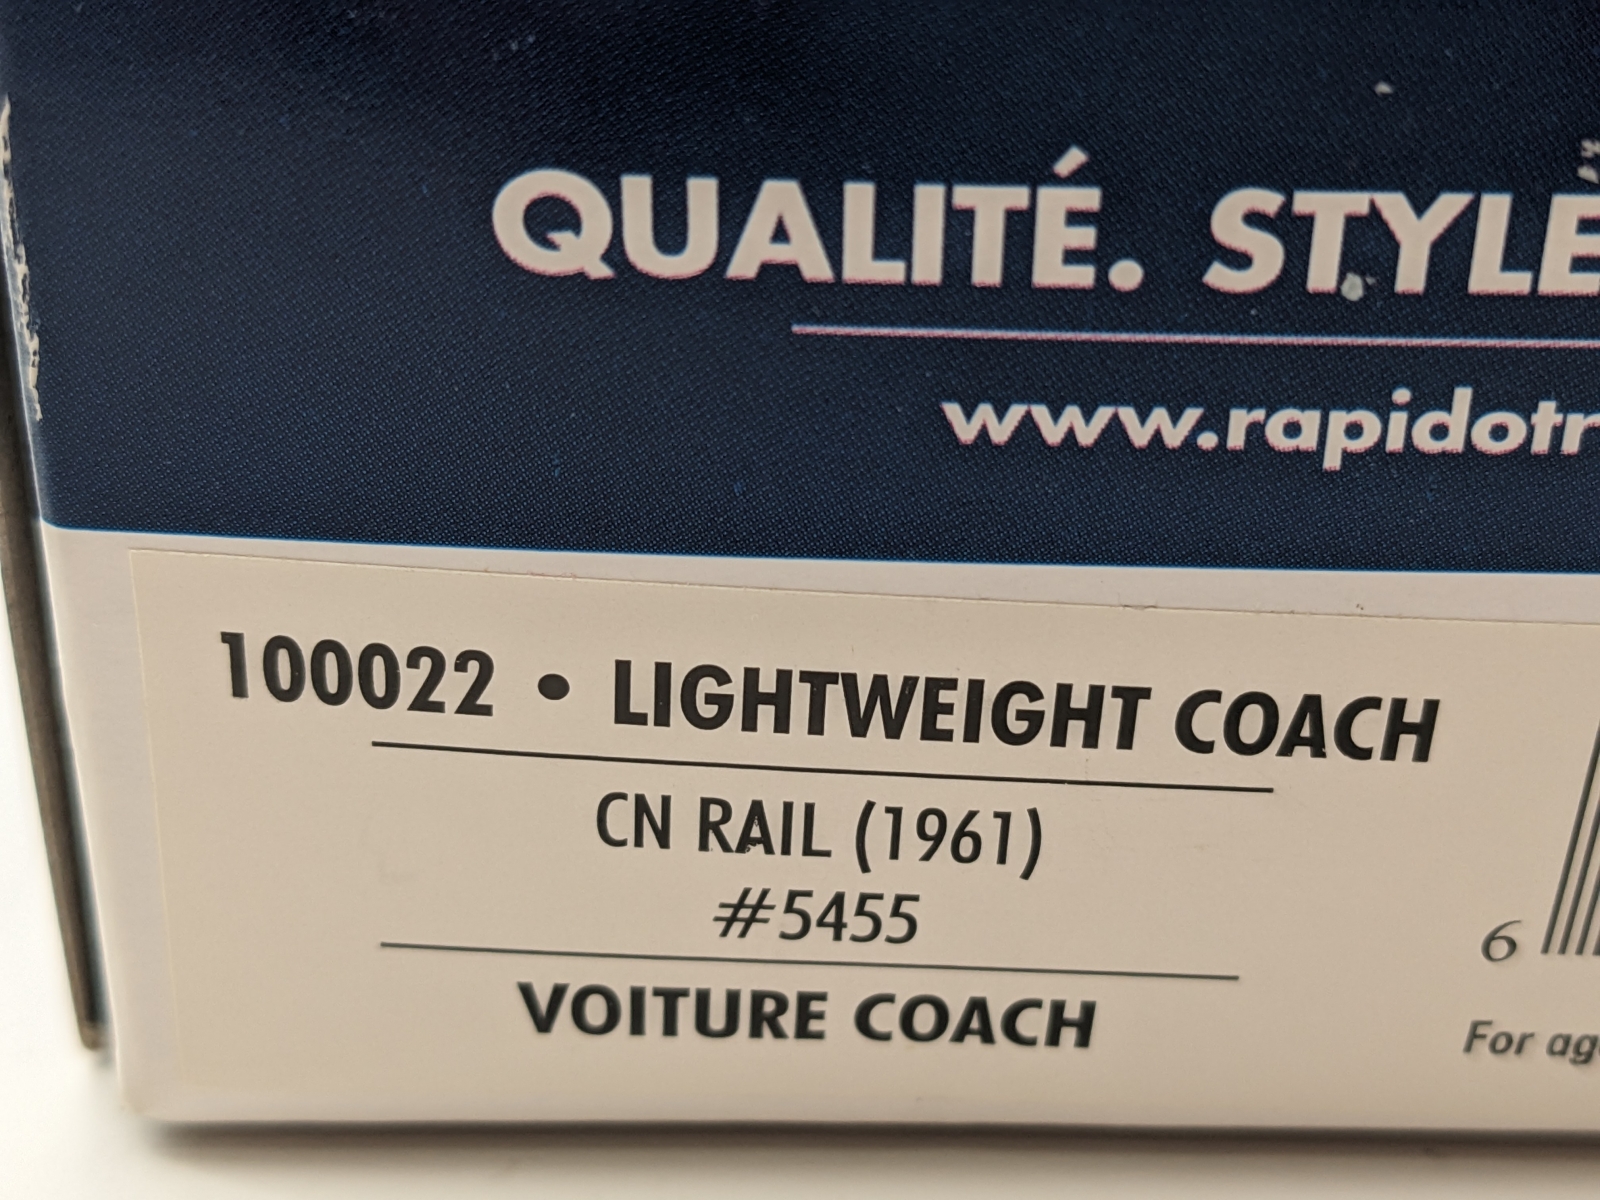 QUALITÉ. STYLE
www.rapidotr
100022 • LIGHTWEIGHT COACH
CN RAIL (1961)
#5455
VOITURE COACH
6
For ag